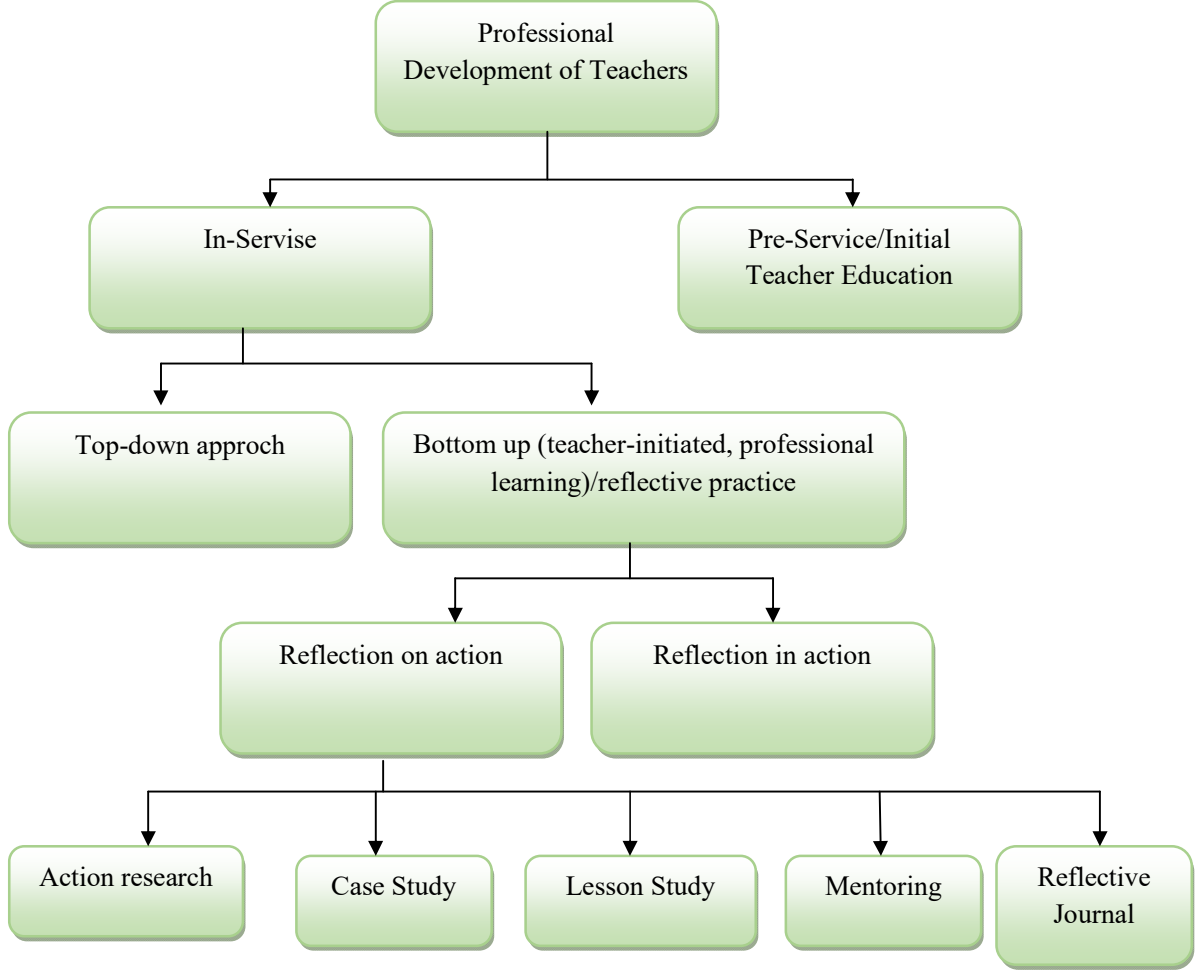 Professional
Development of Teachers
In-Servise
Pre-Service/Initial
Teacher Education
Top-down approch
Bottom up (teacher-initiated, professional
learning)/reflective practice
Reflection on action
Reflection in action
Action research
Case Study
Lesson Study
Mentoring
Reflective
Journal